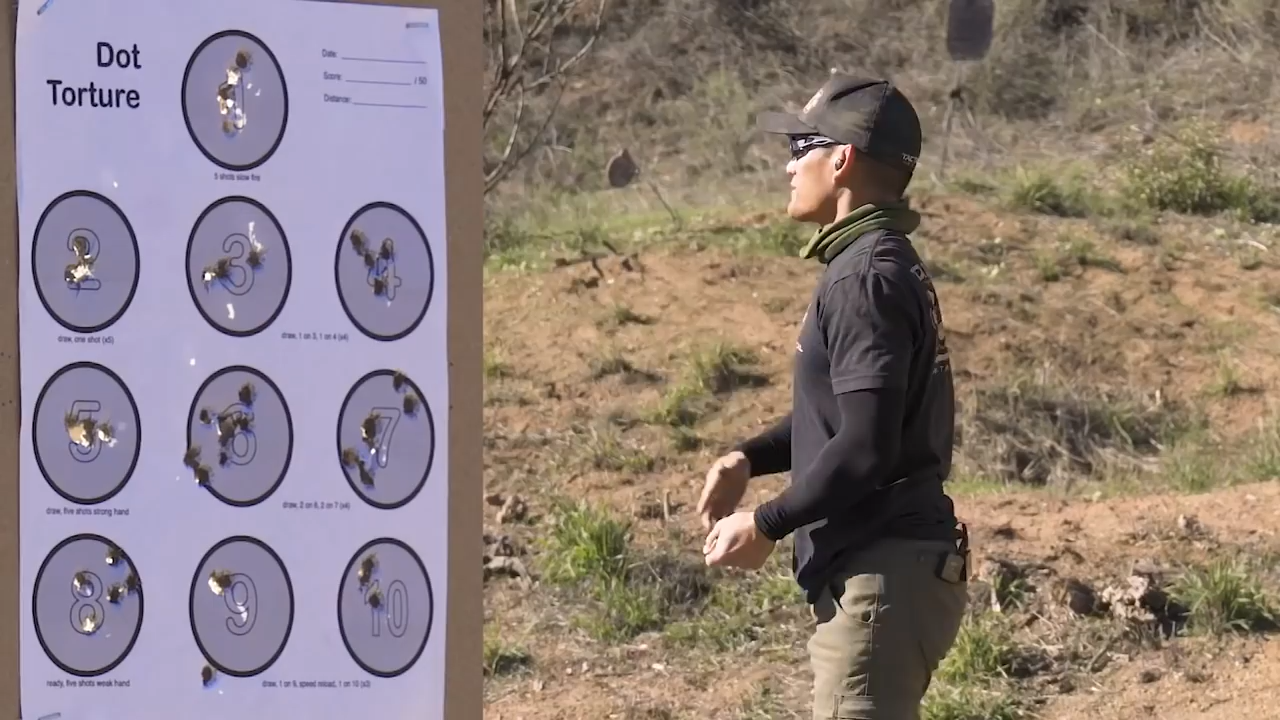 Dot
Torture
Date:
Score: / 50
Distance:
1
5 shots slow fire
2
3
4
draw, one shot (x5)
draw, 1 on 3, 1 on 4 (x4)
5
6
7
draw, five shots strong hand
draw, 2 on 6, 2 on 7 (x4)
8
9
10
ready, five shots weak hand
draw, 1 on 9, speed reload, 1 on 10 (x3)